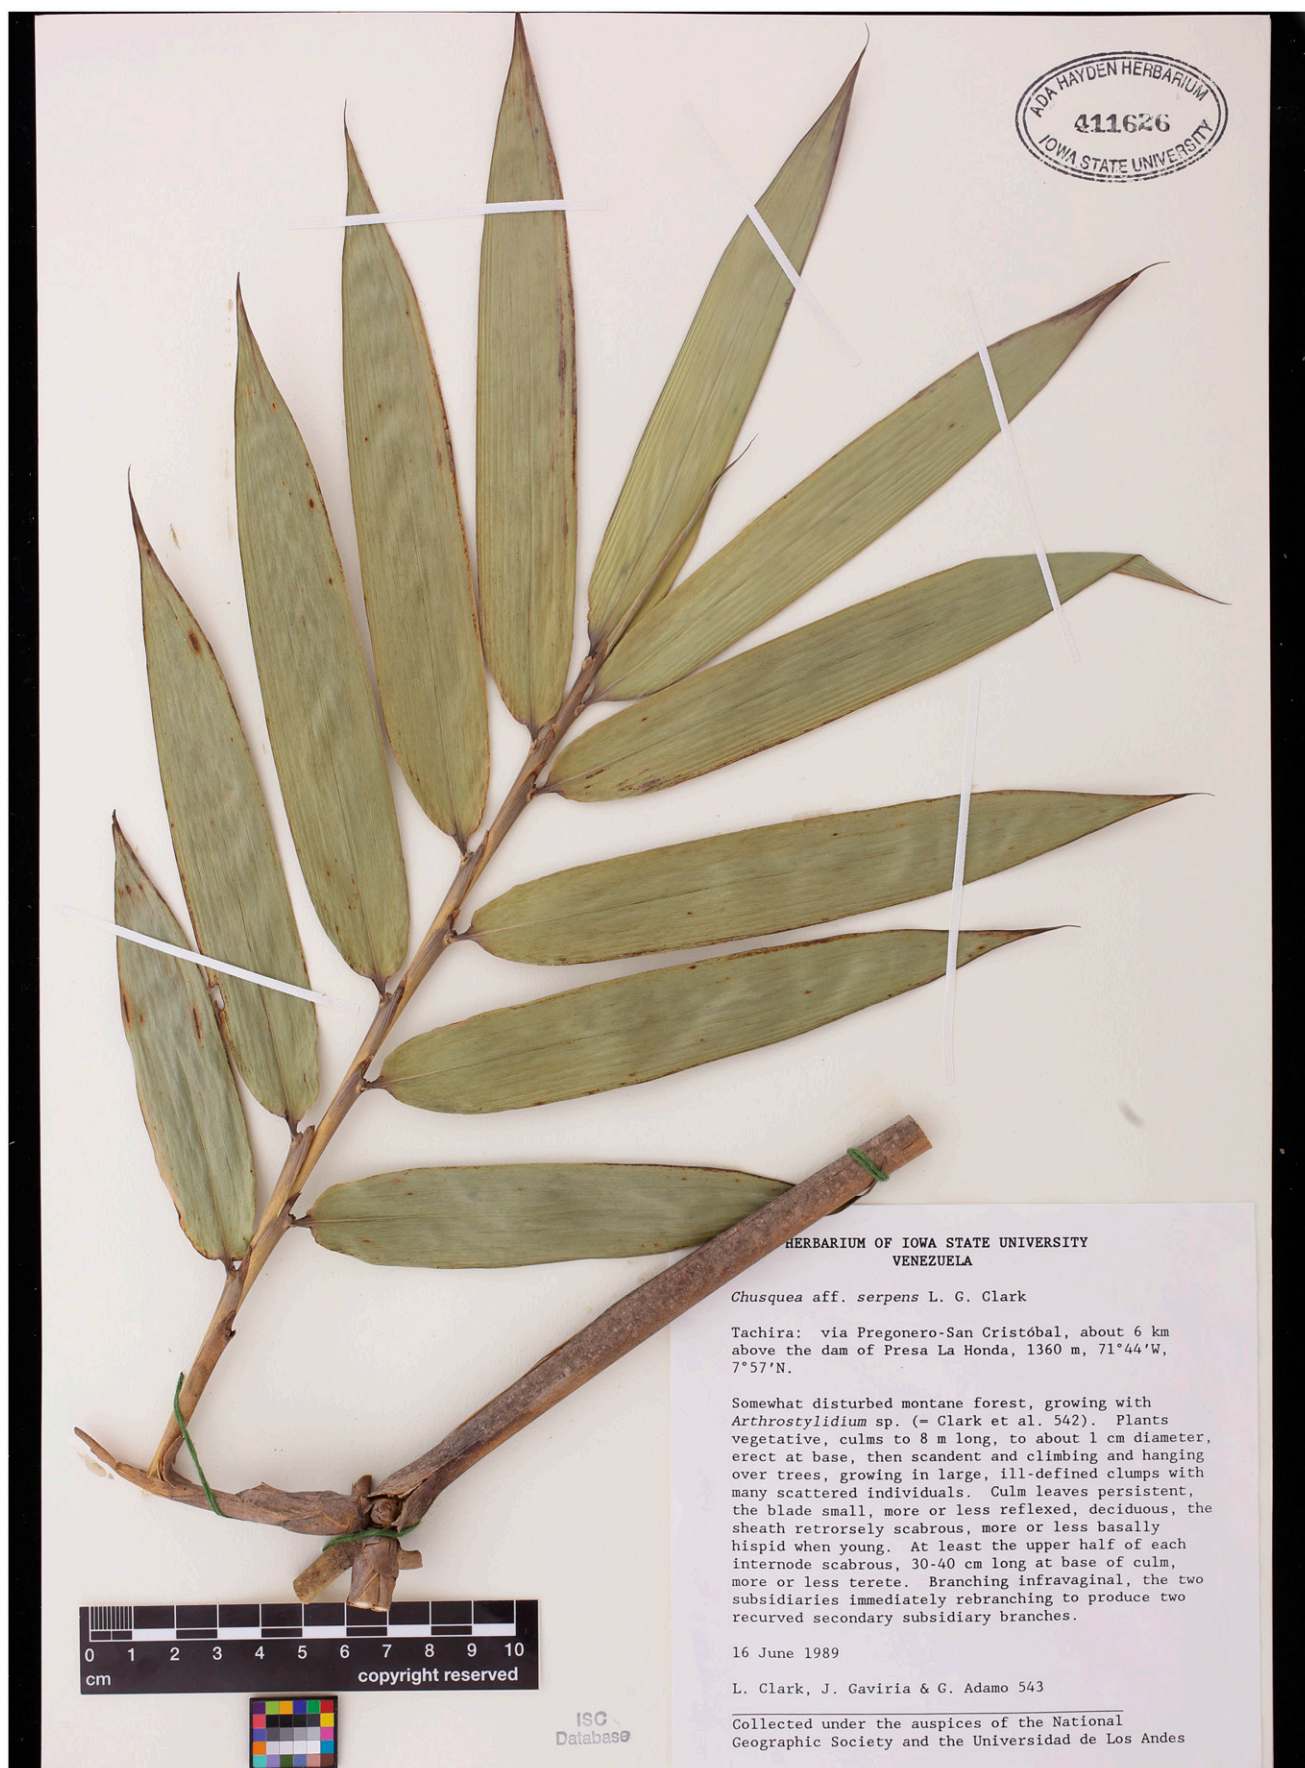 ADA HAYDEN HERBARIUM
411626
IOWA STATE UNIVERSITY
HERBARIUM OF IOWA STATE UNIVERSITY
VENEZUELA
Chusquea aff. serpens L. G. Clark
Tachira: via Pregonero-San Cristóbal, about 6 km
above the dam of Presa La Honda, 1360 m, 71°44'W,
7°57'N.
Somewhat disturbed montane forest, growing with
Arthrostylidium sp. (= Clark et al. 542). Plants
vegetative, culms to 8 m long, to about 1 cm diameter,
erect at base, then scandent and climbing and hanging
over trees, growing in large, ill-defined clumps with
many scattered individuals. Culm leaves persistent,
the blade small, more or less reflexed, deciduous, the
sheath retrorsely scabrous, more or less basally
hispid when young. At least the upper half of each
internode scabrous, 30-40 cm long at base of culm,
more or less terete. Branching infravaginal, the two
subsidiaries immediately rebranching to produce two
recurved secondary subsidiary branches.
16 June 1989
L. Clark, J. Gaviria & G. Adamo 543
Collected under the auspices of the National
Geographic Society and the Universidad de Los Andes
0 1 2 3 4 5 6 7 8 9 10
cm copyright reserved
ISC
Database